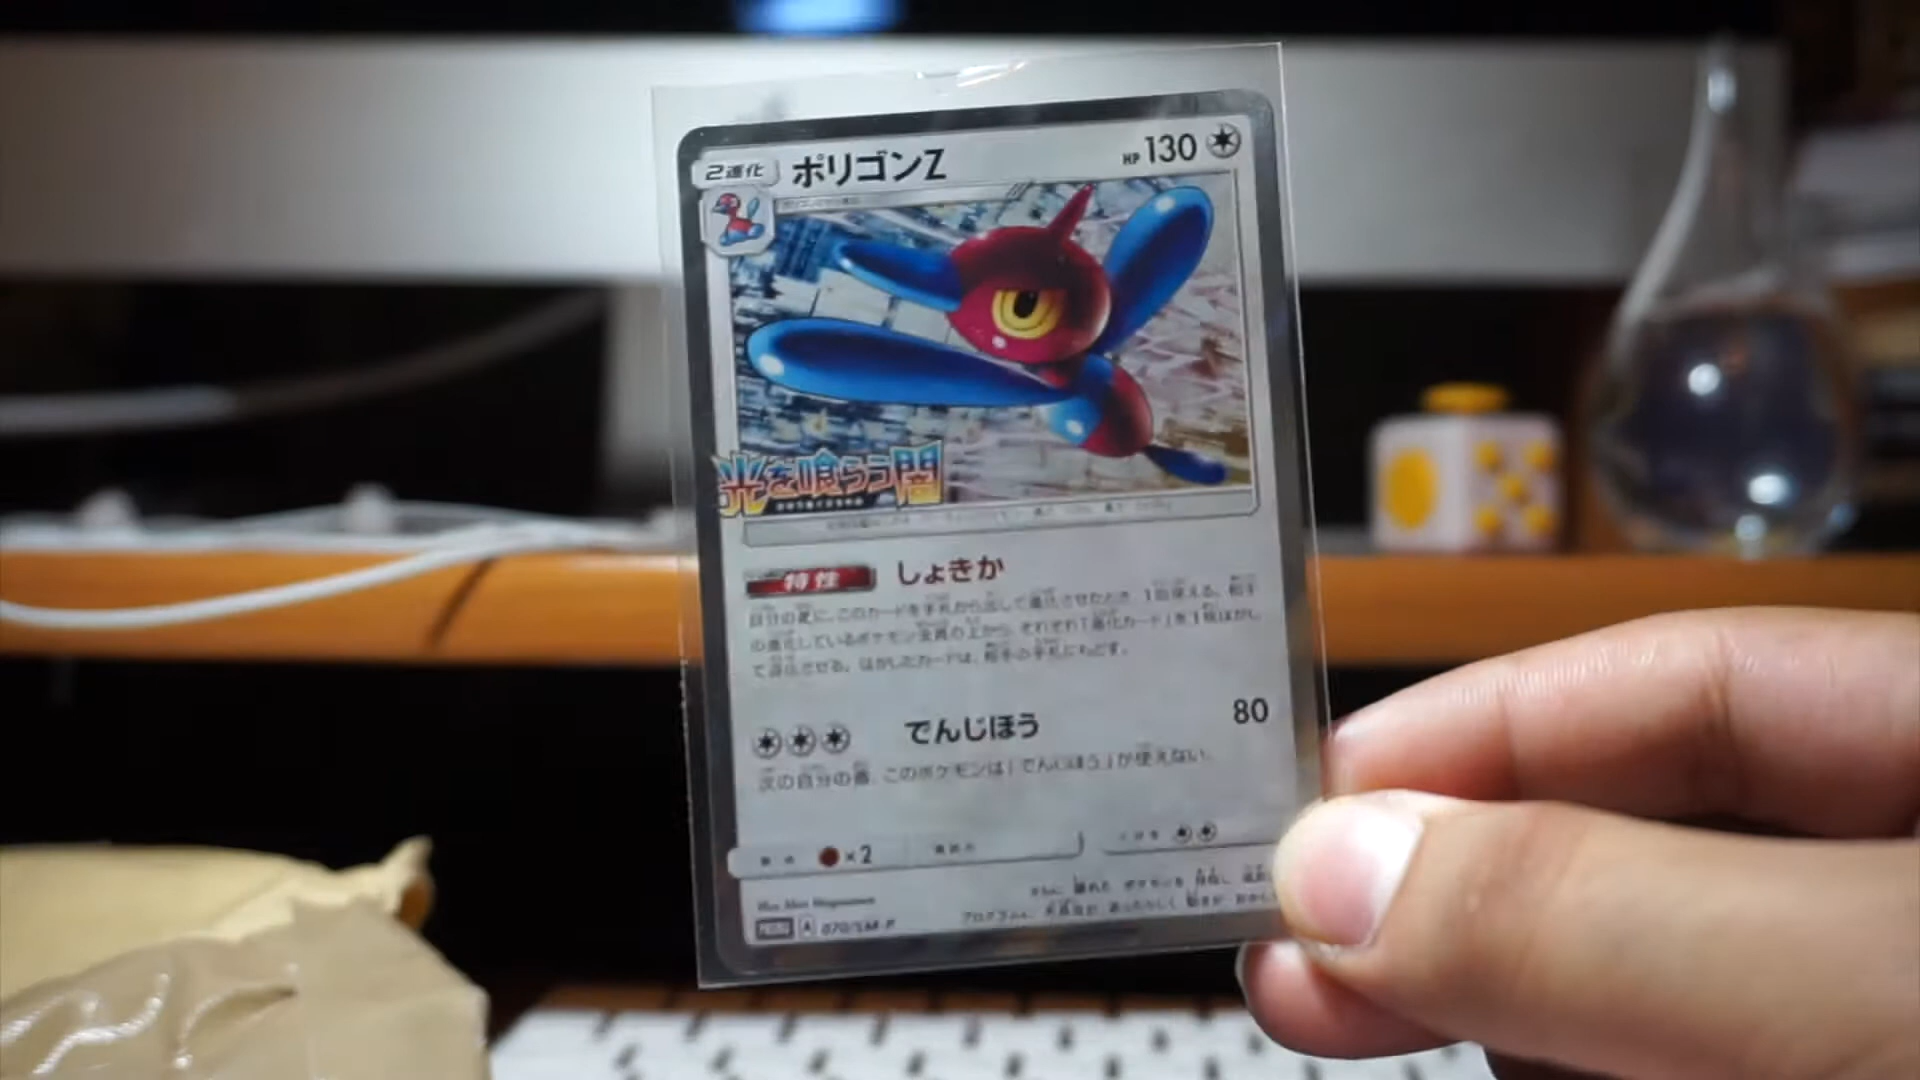 2進化 ポリゴンZ HP 130
光を喰らう闇
特性 しょきか
自分の番に、このカードを手札から出して進化させたとき、1回使える。相手
の進化しているポケモン全員の上から、それぞれ「進化カード」を1枚はがし
て退化させる。はがしたカードは、相手の手札にもどす。
でんじほう 80
次の自分の番、このポケモンは「でんじほう」が使えない。
×2
A 070/SM-P